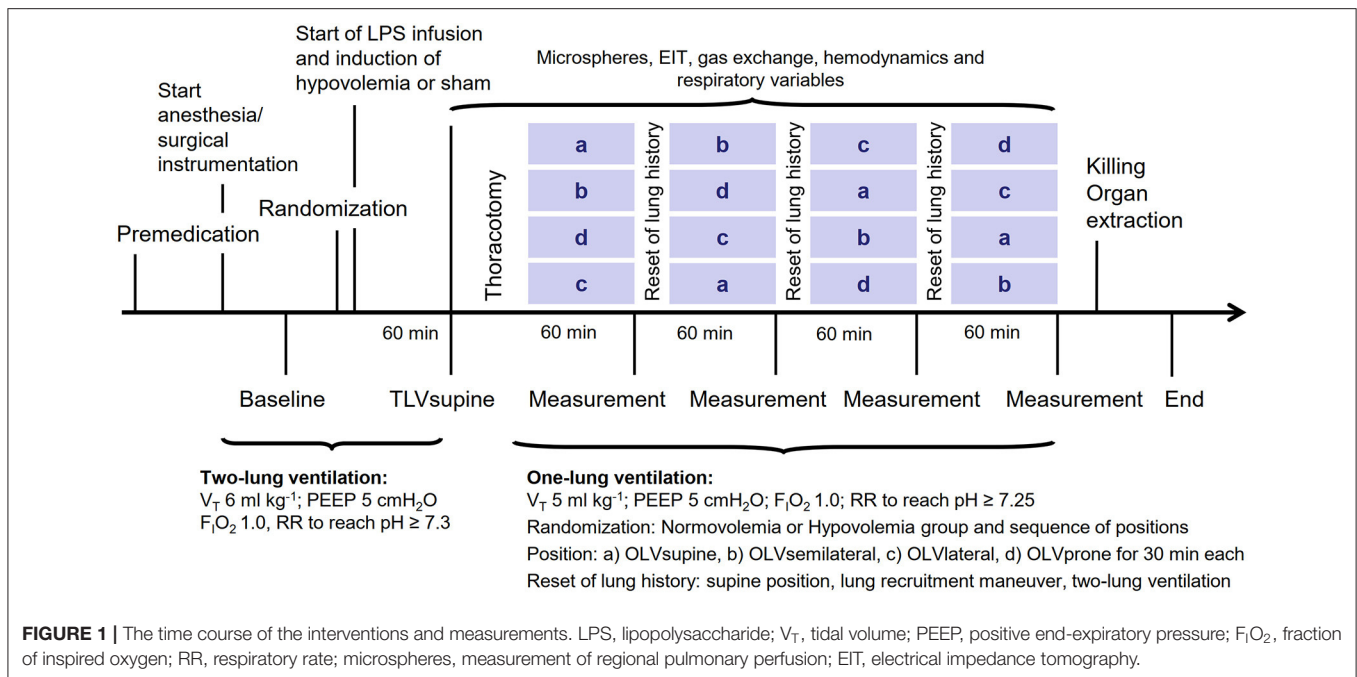 Start of LPS infusion
and induction of
hypovolemia or sham
Microspheres, EIT, gas exchange, hemodynamics and
respiratory variables
Start
anesthesia/
surgical
instrumentation
Randomization
Premedication
Thoracotomy
a
b
d
c
Reset of lung history
b
d
c
a
Reset of lung history
c
a
b
d
Reset of lung history
d
c
a
b
Killing
Organ
extraction
60 min
60 min
60 min
60 min
60 min
Baseline
TLVsupine
Measurement
Measurement
Measurement
Measurement
End
Two-lung ventilation:
VT 6 ml kg-1; PEEP 5 cmH2O
FIO2 1.0, RR to reach pH ≥ 7.3
One-lung ventilation:
VT 5 ml kg-1; PEEP 5 cmH2O; FIO2 1.0; RR to reach pH ≥ 7.25
Randomization: Normovolemia or Hypovolemia group and sequence of positions
Position: a) OLVsupine, b) OLVsemilateral, c) OLVlateral, d) OLVprone for 30 min each
Reset of lung history: supine position, lung recruitment maneuver, two-lung ventilation
FIGURE 1 | The time course of the interventions and measurements. LPS, lipopolysaccharide; VT, tidal volume; PEEP, positive end-expiratory pressure; FIO2, fraction
of inspired oxygen; RR, respiratory rate; microspheres, measurement of regional pulmonary perfusion; EIT, electrical impedance tomography.